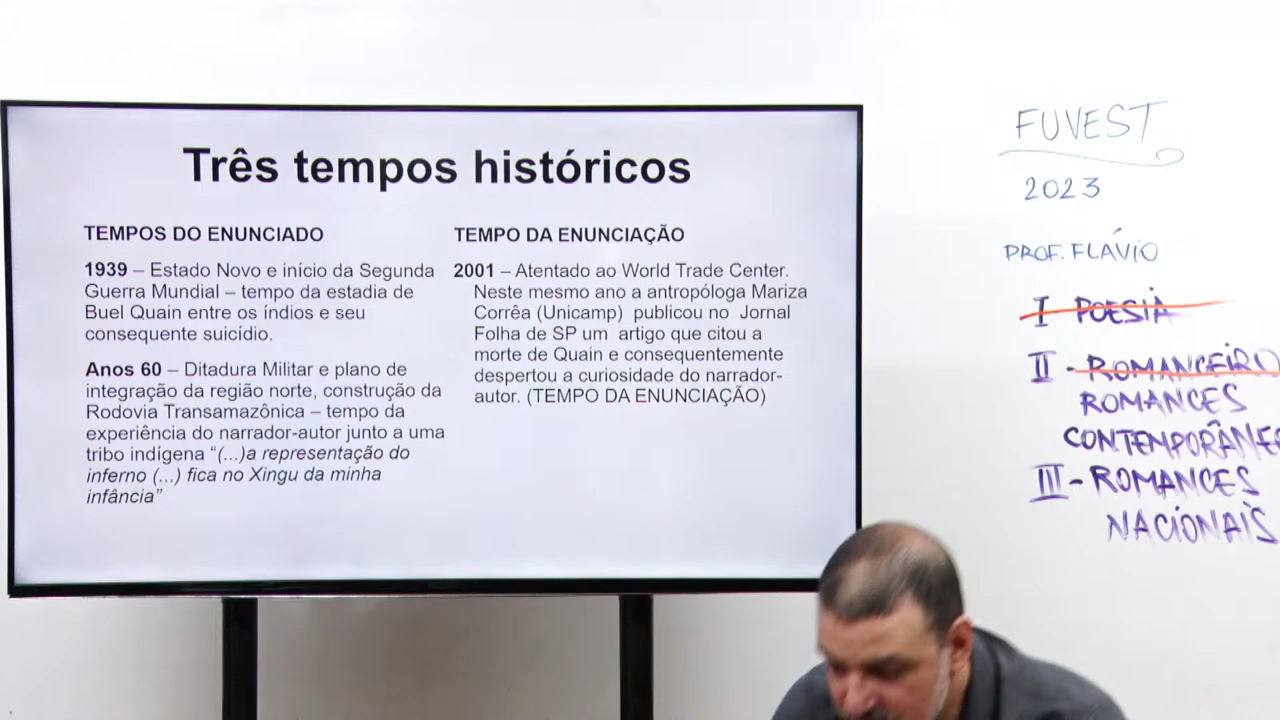 Três tempos históricos
TEMPOS DO ENUNCIADO
1939 – Estado Novo e início da Segunda
Guerra Mundial – tempo da estadia de
Buel Quain entre os índios e seu
consequente suicídio.
Anos 60 – Ditadura Militar e plano de
integração da região norte, construção da
Rodovia Transamazônica – tempo da
experiência do narrador-autor junto a uma
tribo indígena “(...)a representação do
inferno (...) fica no Xingu da minha
infância”
TEMPO DA ENUNCIAÇÃO
2001 – Atentado ao World Trade Center.
Neste mesmo ano a antropóloga Mariza
Corrêa (Unicamp) publicou no Jornal
Folha de SP um artigo que citou a
morte de Quain e consequentemente
despertou a curiosidade do narrador-
autor. (TEMPO DA ENUNCIAÇÃO)
FUVEST
2023
PROF. FLÁVIO
I POESIA
II - ROMANCEIRO
ROMANCES
CONTEMPORÂNE
III - ROMANCES
NACIONAIS